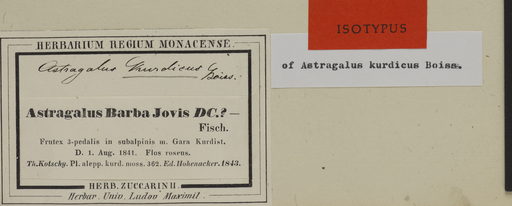 HERBARIUM REGIUM MONACENSE.
Astragalus kurdicus
Boiss.
Astragalus Barba Jovis DC.? —
Fisch.
Frutex 3-pedalis in subalpinis m. Gara Kurdist.
D. 1. Aug. 1841. Flos roseus.
Th. Kotschy. Pl. alepp. kurd. moss. 362. Ed. Hohenacker. 1843.
HERB. ZUCCARINII.
Herbar. Univ. Ludov Maximil.
ISOTYPUS
of Astragalus kurdicus Boiss.